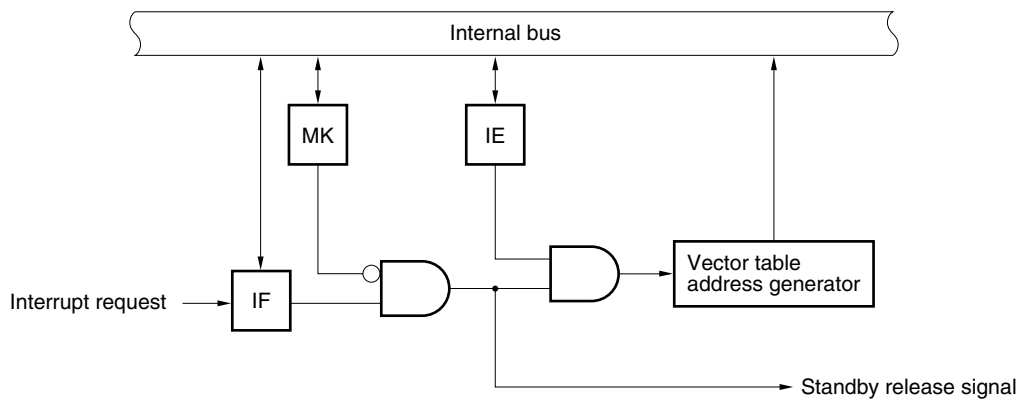 Internal bus
MK
IE
Vector table
address generator
Interrupt request
IF
Standby release signal